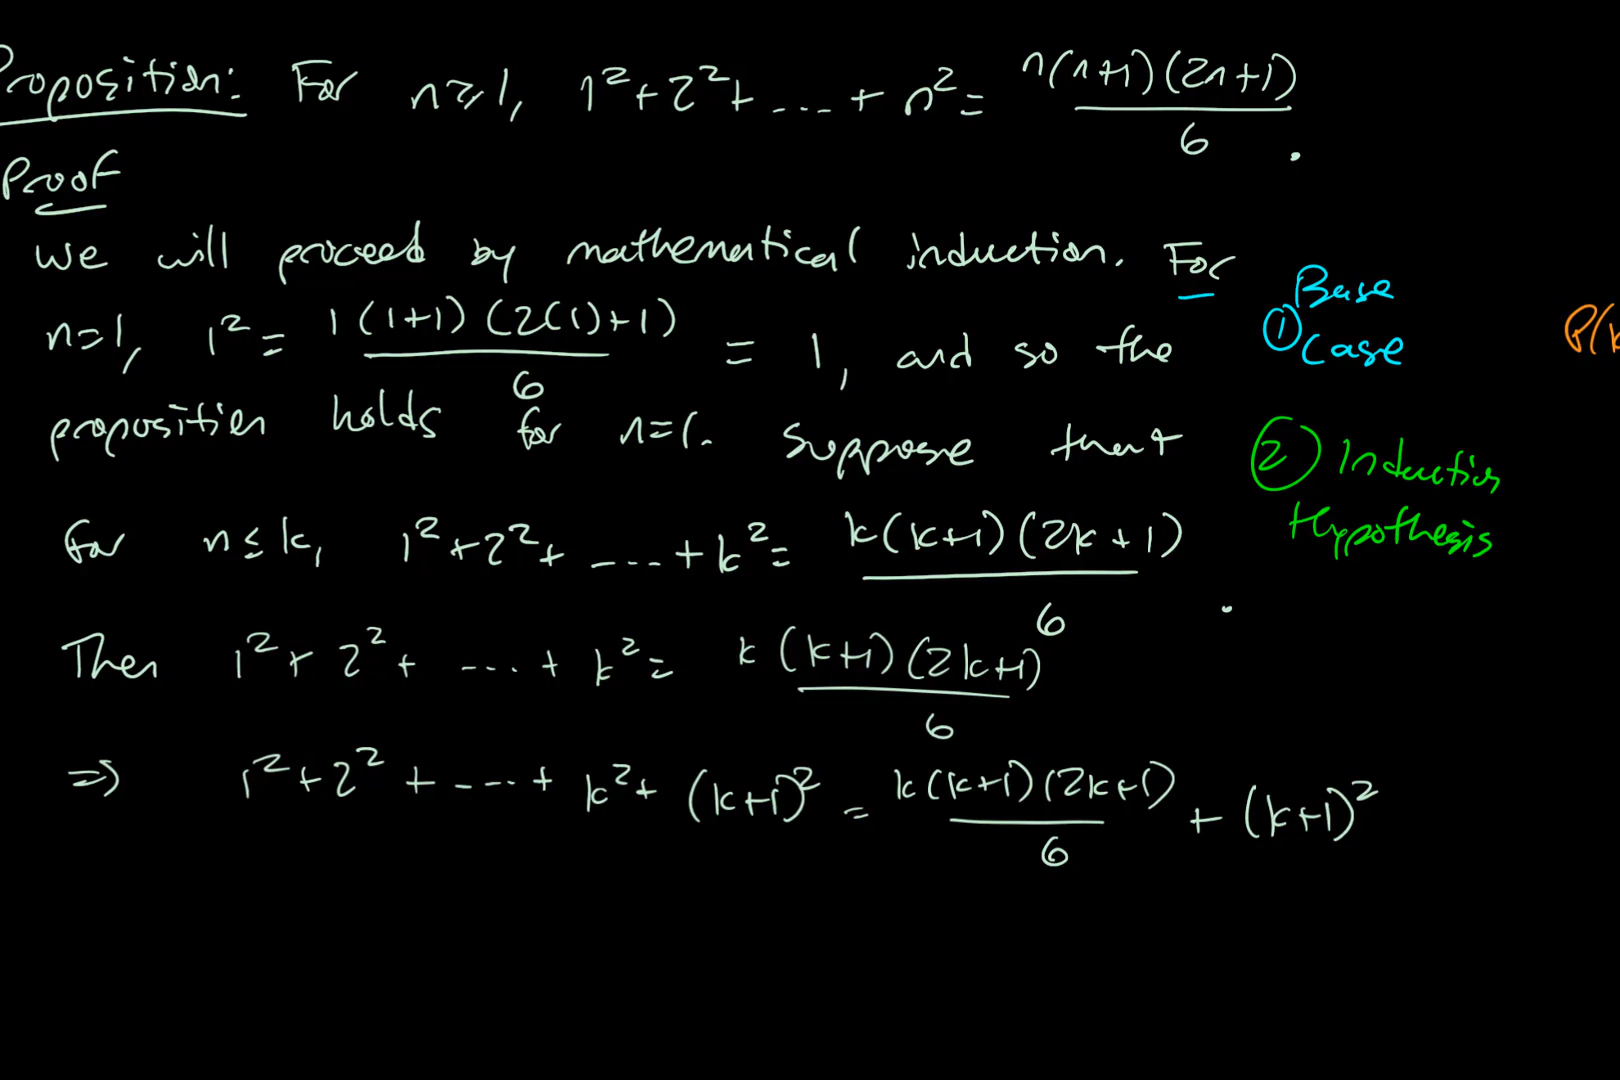 Proposition: For n≥1, 1²+2²+...+n² = n(n+1)(2n+1)/6.
Proof
We will proceed by mathematical induction. For
n=1, 1² = 1(1+1)(2(1)+1)/6 = 1, and so the
proposition holds for n=1. Suppose that
for n≤k, 1²+2²+...+k² = k(k+1)(2k+1)/6.
Then 1²+2²+...+k² = k(k+1)(2k+1)/6
⇒ 1²+2²+...+k²+(k+1)² = k(k+1)(2k+1)/6 + (k+1)²
① Base
Case
② Induction
Hypothesis